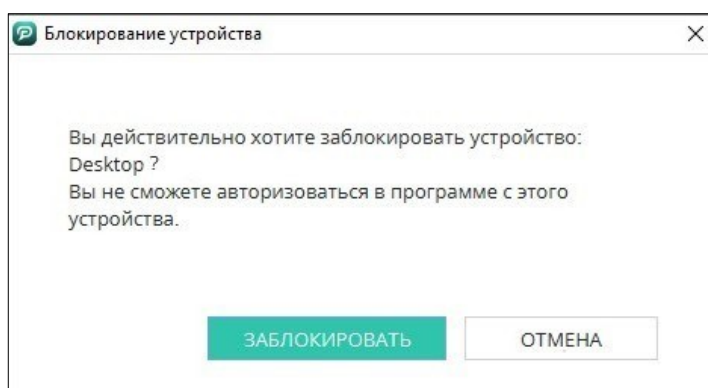 Блокирование устройства
Вы действительно хотите заблокировать устройство:
Desktop ?
Вы не сможете авторизоваться в программе с этого
устройства.
ЗАБЛОКИРОВАТЬ
ОТМЕНА